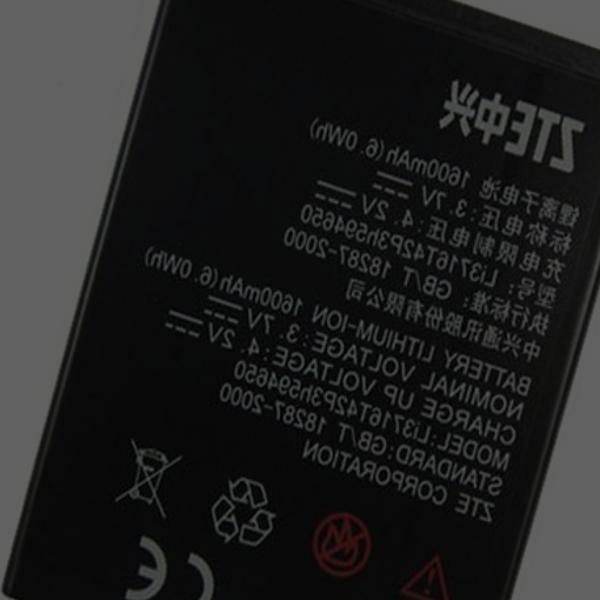 ZTE中兴
锂离子电池 1600mAh(6.0Wh)
标称电压:3.7V
充电限制电压:4.2V
型号: Li3716T42P3h594650
执行标准: GB/T 18287-2000
中兴通讯股份有限公司
BATTERY LITHIUM-ION 1600mAh(6.0Wh)
NOMINAL VOLTAGE:3.7V
CHARGE UP VOLTAGE:4.2V
MODEL:Li3716T42P3h594650
STANDARD:GB/T 18287-2000
ZTE CORPORATION
CE